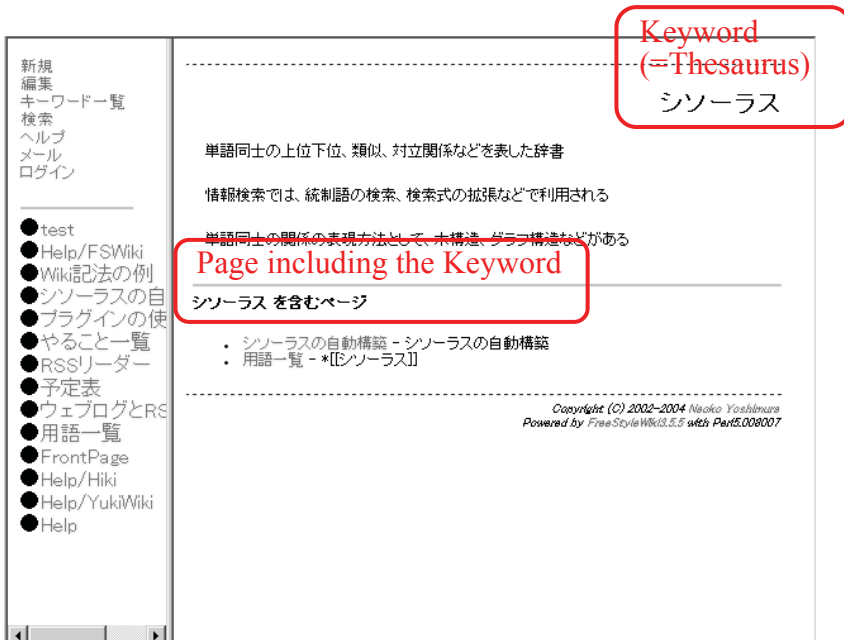 Keyword
(=Thesaurus)
新規
編集
キーワード一覧
検索
ヘルプ
メール
ログイン
test
Help/FSWiki
Wiki記法の例
シソーラスの自
プラグインの使
やること一覧
RSSリーダー
予定表
ウェブログとRS
用語一覧
FrontPage
Help/Hiki
Help/YukiWiki
Help
シソーラス
単語同士の上位下位、類似、対立関係などを表した辞書
情報検索では、統制語の検索、検索式の拡張などで利用される
単語同士の関係の表現方法として、木構造、グラフ構造などがある
Page including the Keyword
シソーラス を含むページ
シソーラスの自動構築 - シソーラスの自動構築
用語一覧 - *[[シソーラス]]
Copyright (C) 2002-2004 Naoko Yoshimura
Powered by FreeStyleWiki3.5.5 with Perl5.008007